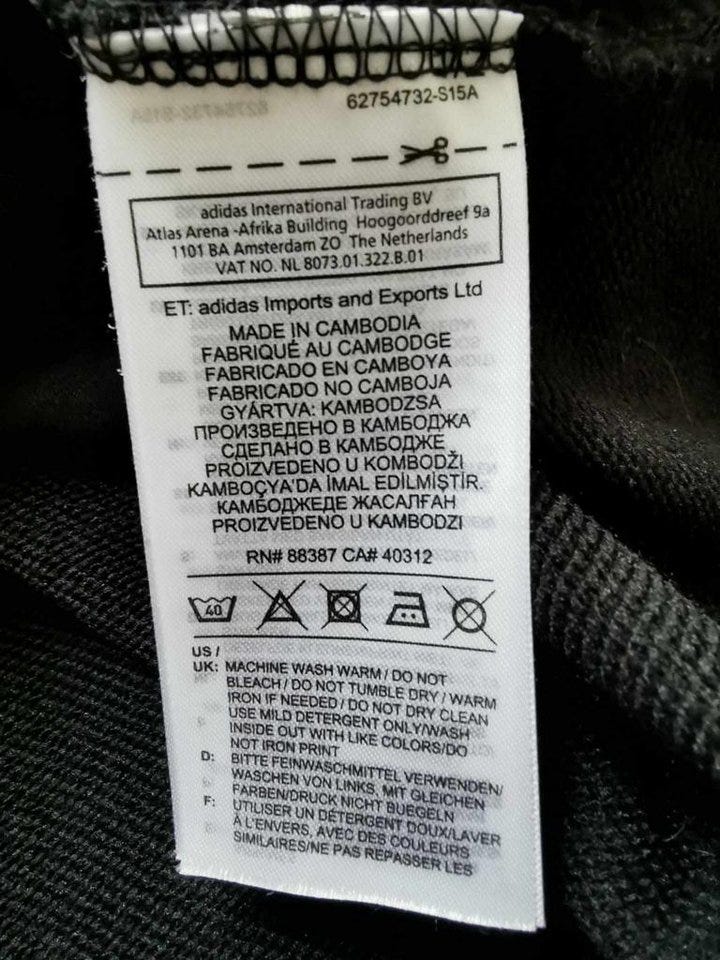 62754732-S15A
adidas International Trading BV
Atlas Arena -Afrika Building Hoogoorddreef 9a
1101 BA Amsterdam ZO The Netherlands
VAT NO. NL 8073.01.322.B.01
ET: adidas Imports and Exports Ltd
MADE IN CAMBODIA
FABRIQUÉ AU CAMBODGE
FABRICADO EN CAMBOYA
FABRICADO NO CAMBOJA
GYÁRTVA: KAMBODZSA
ПРОИЗВЕДЕНО В КАМБОДЖА
СДЕЛАНО В КАМБОДЖЕ
PROIZVEDENO U KOMBODŽI
KAMBOÇYA'DA İMAL EDİLMİŞTİR.
КАМБОДЖЕДЕ ЖАСАЛҒАН
PROIZVEDENO U KAMBODZI
RN# 88387 CA# 40312
40
US /
UK: MACHINE WASH WARM / DO NOT
BLEACH / DO NOT TUMBLE DRY / WARM
IRON IF NEEDED / DO NOT DRY CLEAN
USE MILD DETERGENT ONLY/WASH
INSIDE OUT WITH LIKE COLORS/DO
NOT IRON PRINT
D: BITTE FEINWASCHMITTEL VERWENDEN/
WASCHEN VON LINKS, MIT GLEICHEN
FARBEN/DRUCK NICHT BUEGELN
F: UTILISER UN DÉTERGENT DOUX/LAVER
À L'ENVERS, AVEC DES COULEURS
SIMILAIRES/NE PAS REPASSER LES